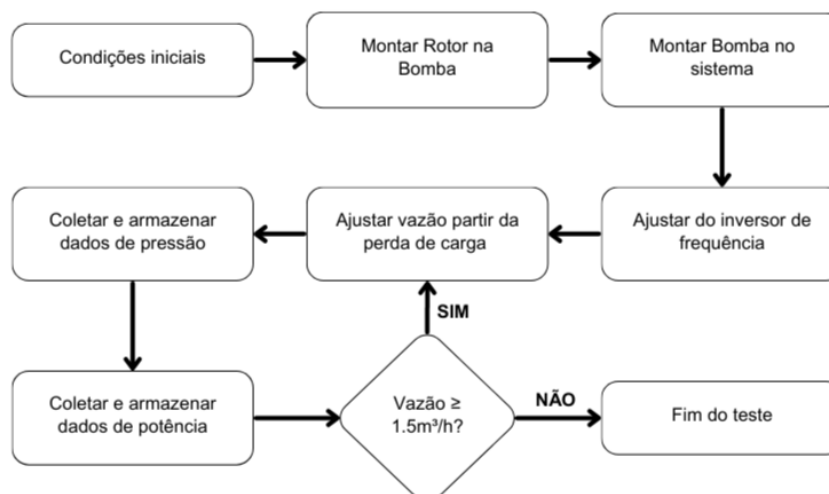 Condições iniciais
Montar Rotor na
Bomba
Montar Bomba no
sistema
Ajustar do inversor de
frequência
Ajustar vazão partir da
perda de carga
Coletar e armazenar
dados de pressão
Coletar e armazenar
dados de potência
Vazão ≥
1.5m³/h?
SIM
NÃO
Fim do teste